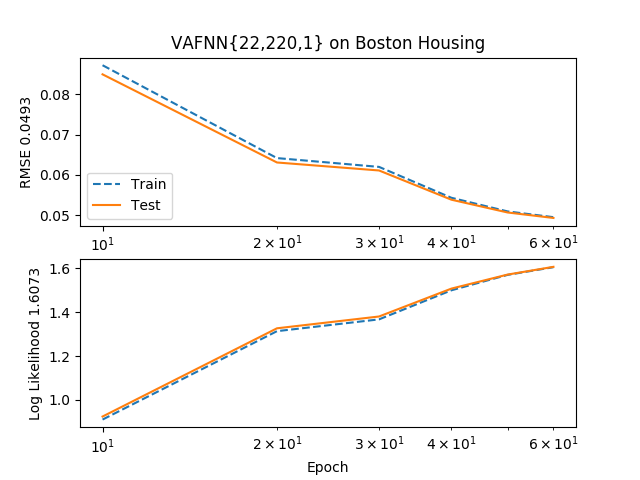 VAFNN{22,220,1} on Boston Housing
RMSE 0.0493
0.08
0.07
0.06
0.05
Train
Test
10¹ 2×10¹ 3×10¹ 4×10¹ 6×10¹
Log Likelihood 1.6073
1.6
1.4
1.2
1.0
10¹ 2×10¹ 3×10¹ 4×10¹ 6×10¹
Epoch